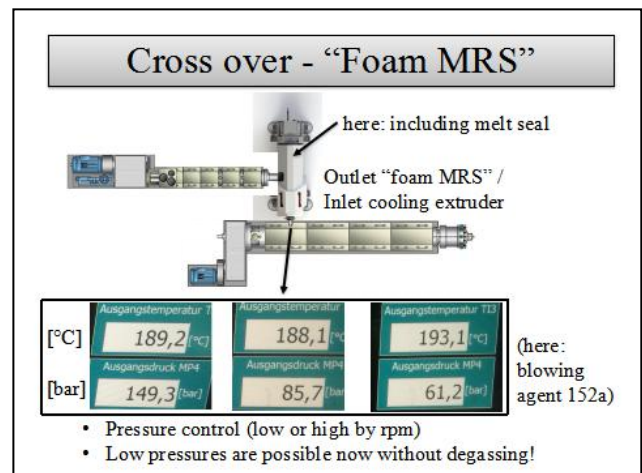 Cross over - “Foam MRS”
here: including melt seal
Outlet “foam MRS” /
Inlet cooling extruder
[°C]
Ausgangstemperatur
189,2 [°C]
Ausgangstemperatur
188,1 [°C]
Ausgangstemperatur TI3
193,1 [°C]
[bar]
Ausgangsdruck MP4
149,3 [bar]
Ausgangsdruck MP4
85,7 [bar]
Ausgangsdruck MP4
61,2 [bar]
(here:
blowing
agent 152a)
• Pressure control (low or high by rpm)
• Low pressures are possible now without degassing!